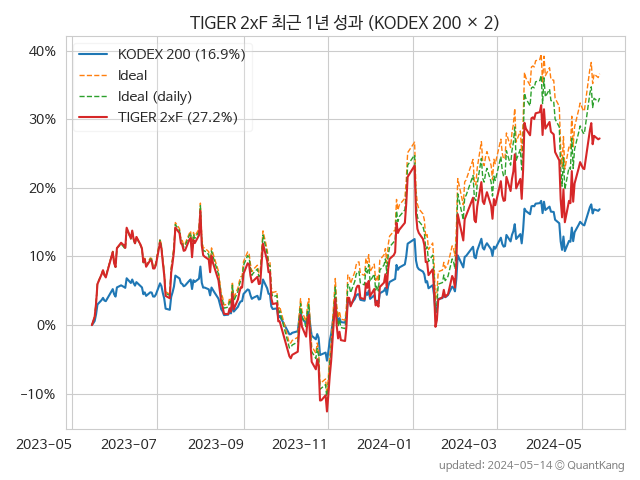 TIGER 2xF 최근 1년 성과 (KODEX 200 × 2)
KODEX 200 (16.9%)
Ideal
Ideal (daily)
TIGER 2xF (27.2%)
40%
30%
20%
10%
0%
−10%
2023-05 2023-07 2023-09 2023-11 2024-01 2024-03 2024-05
updated: 2024-05-14 © QuantKang